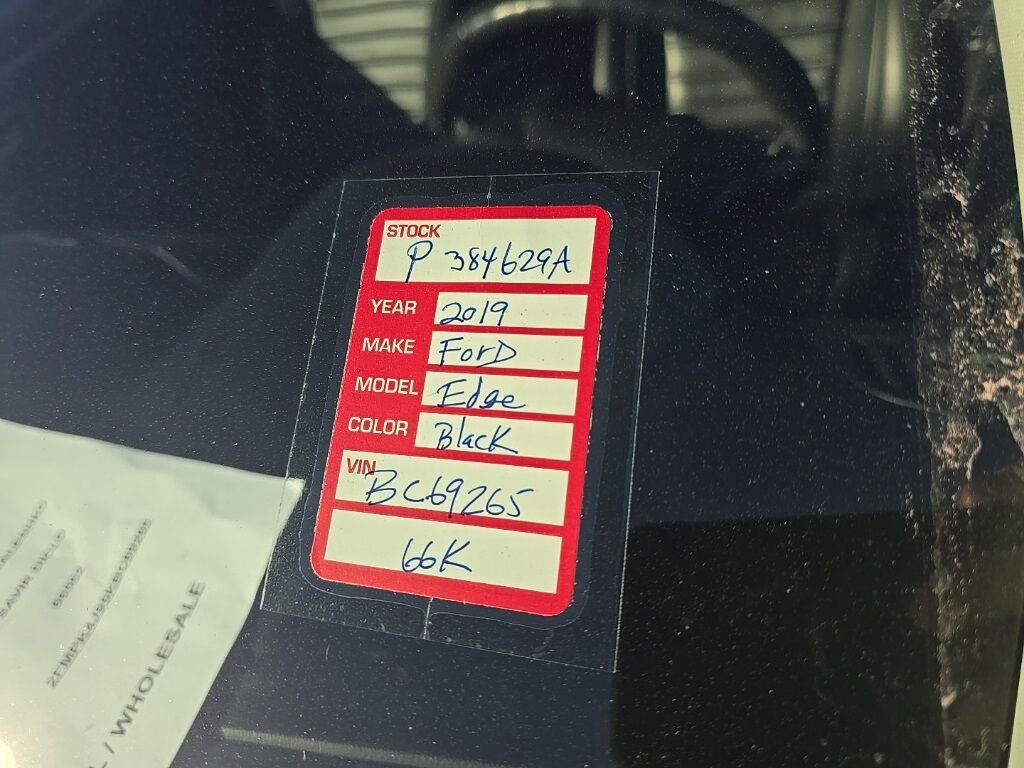 STOCK
P 384629A
YEAR 2019
MAKE Ford
MODEL Edge
COLOR Black
VIN
BC69265
66K
/ WHOLESALE